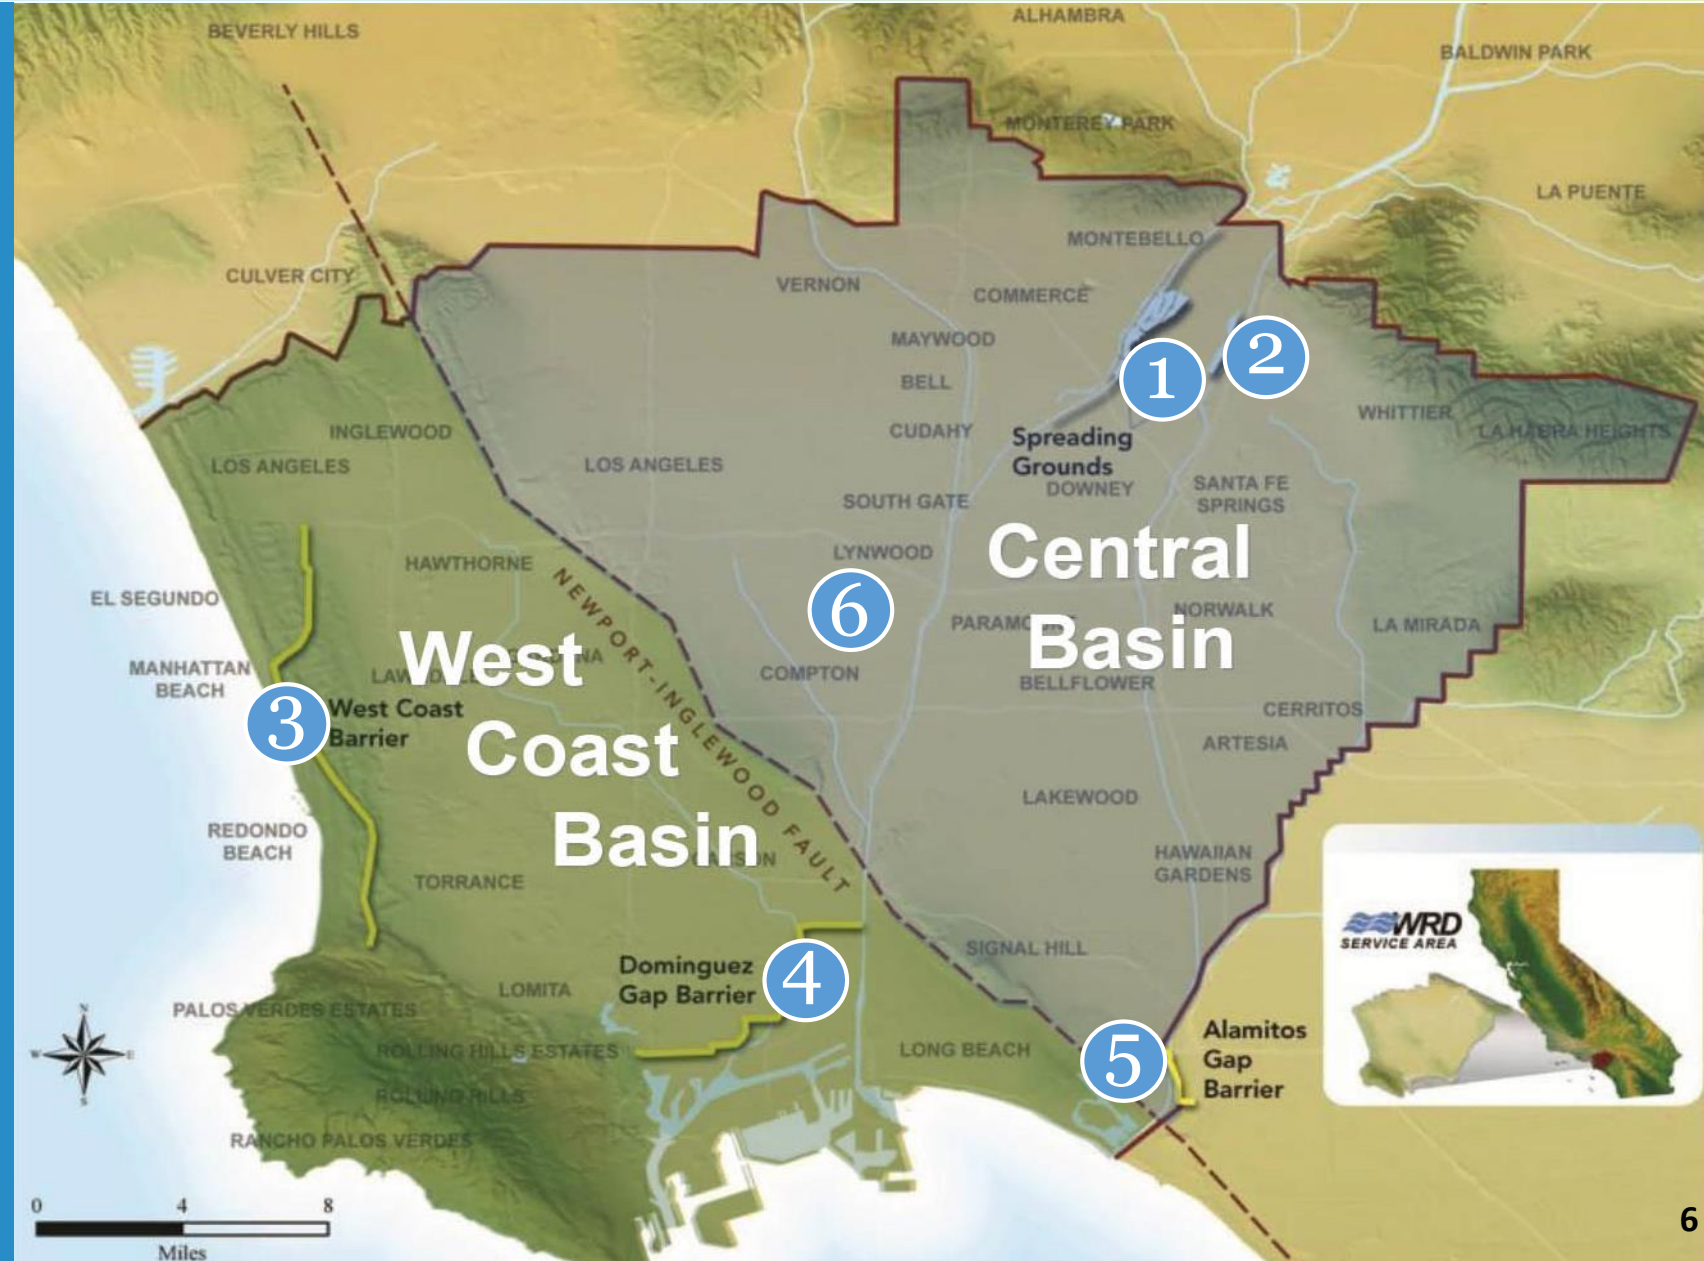 BEVERLY HILLS
ALHAMBRA
BALDWIN PARK
MONTEREY PARK
LA PUENTE
MONTEBELLO
CULVER CITY
VERNON
COMMERCE
MAYWOOD
BELL
1
2
WHITTIER
LA HABRA HEIGHTS
CUDAHY
INGLEWOOD
LOS ANGELES
LOS ANGELES
Spreading
Grounds
DOWNEY
SANTA FE
SPRINGS
SOUTH GATE
LYNWOOD
Central
Basin
HAWTHORNE
EL SEGUNDO
NEWPORT-INGLEWOOD FAULT
6
PARAMOUNT
NORWALK
LA MIRADA
MANHATTAN
BEACH
West
Coast
Basin
COMPTON
BELLFLOWER
3
West Coast
Barrier
CERRITOS
ARTESIA
LAKEWOOD
REDONDO
BEACH
HAWAIIAN
GARDENS
TORRANCE
WRD
SERVICE AREA
SIGNAL HILL
Dominguez
Gap Barrier
4
LOMITA
PALOS VERDES ESTATES
ROLLING HILLS ESTATES
LONG BEACH
5
Alamitos
Gap
Barrier
ROLLING HILLS
RANCHO PALOS VERDES
N
W
E
S
0 4 8
Miles
6